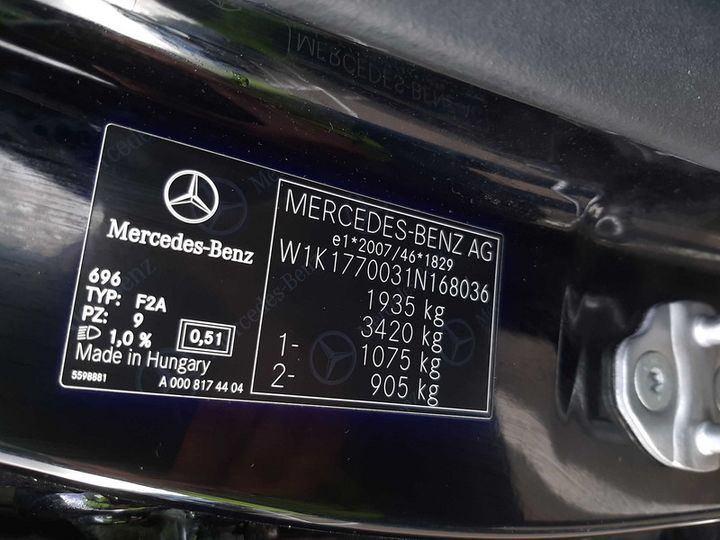 Mercedes-Benz
696
TYP: F2A
PZ: 9
1,0 %
0,51
Made in Hungary
5598881
A 000 817 44 04
MERCEDES-BENZ AG
e1*2007/46*1829
W1K1770031N168036
1935 kg
3420 kg
1- 1075 kg
2- 905 kg